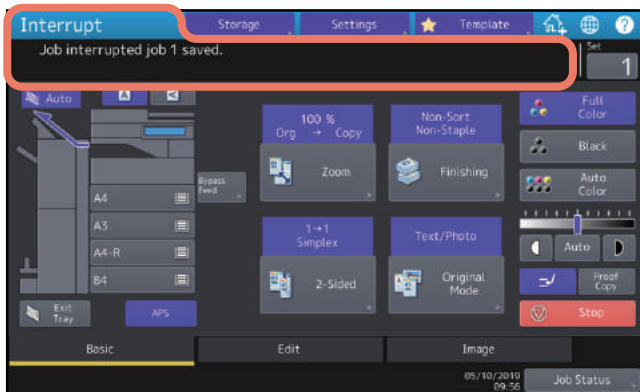 Interrupt
Storage
Settings
Template
?
Job interrupted job 1 saved.
Set
1
Auto
A
A
Full
Color
100 %
Org → Copy
Non-Sort
Non-Staple
Black
Zoom
Finishing
Bypass
Feed
Auto
Color
A4
A3
A4-R
B4
1→1
Simplex
Text/Photo
Auto
2-Sided
Original
Mode
Proof
Copy
Exit
Tray
APS
Stop
Basic
Edit
Image
05/10/2019
09:56
Job Status